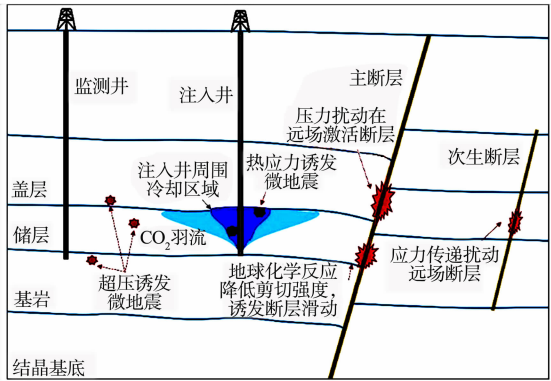 监测井
注入井
主断层
压力扰动在
远场激活断层
次生断层
注入井周围
冷却区域
热应力诱发
微地震
盖层
储层
CO₂羽流
超压诱发
微地震
地球化学反应
降低剪切强度，
诱发断层滑动
应力传递扰动
远场断层
基岩
结晶基底